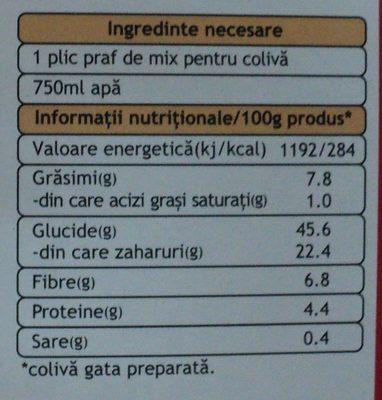 Ingredinte necesare
1 plic praf de mix pentru colivă
750ml apă
Informații nutriționale/100g produs*
Valoare energetică(kj/kcal) 1192/284
Grăsimi(g) 7.8
-din care acizi grași saturați(g) 1.0
Glucide(g) 45.6
-din care zaharuri(g) 22.4
Fibre(g) 6.8
Proteine(g) 4.4
Sare(g) 0.4
*colivă gata preparată.